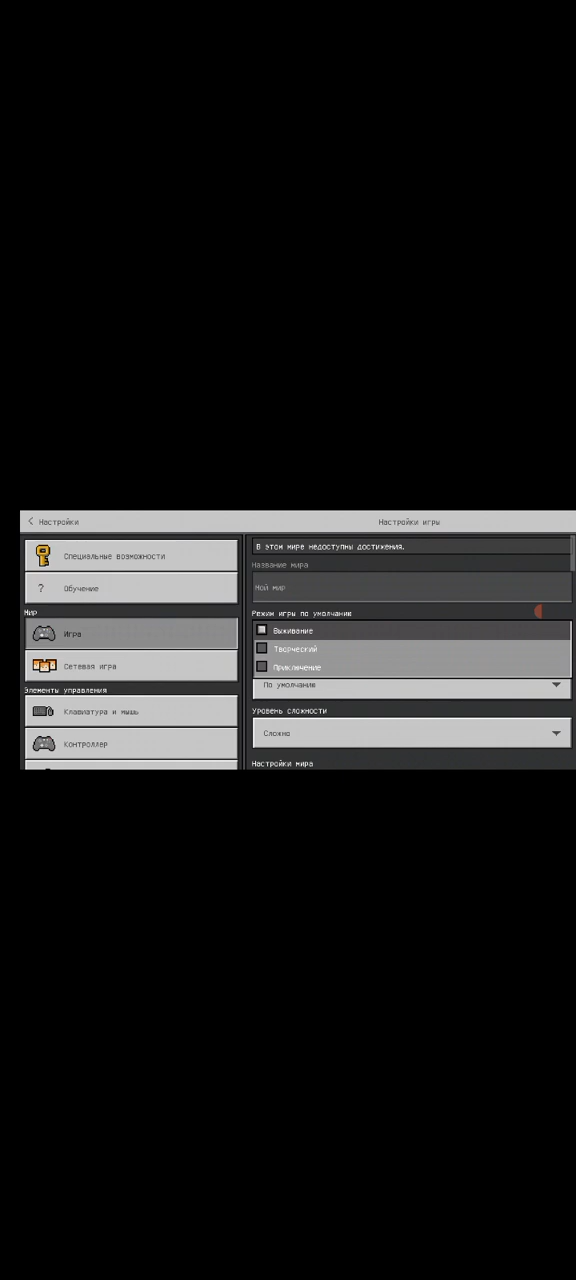 Настройки
Настройки игры
Специальные возможности
? Обучение
Мир
Игра
Сетевая игра
Элементы управления
Клавиатура и мышь
Контроллер
В этом мире недоступны достижения.
Название мира
Мой мир
Режим игры по умолчанию
Выживание
Творческий
Приключение
По умолчанию
Уровень сложности
Сложно
Настройки мира